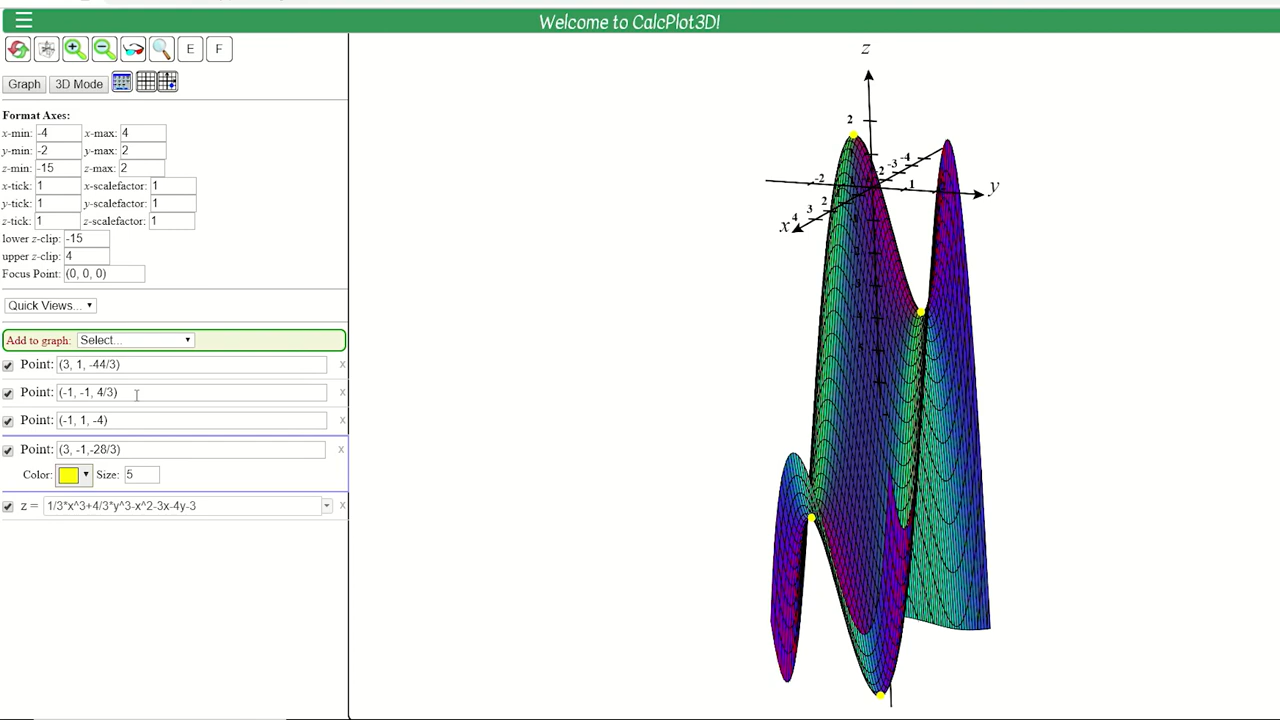 Welcome to CalcPlot3D!
E F
Graph 3D Mode
Format Axes:
x-min: -4 x-max: 4
y-min: -2 y-max: 2
z-min: -15 z-max: 2
x-tick: 1 x-scalefactor: 1
y-tick: 1 y-scalefactor: 1
z-tick: 1 z-scalefactor: 1
lower z-clip: -15
upper z-clip: 4
Focus Point: (0, 0, 0)
Quick Views...
Add to graph: Select...
Point: (3, 1, -44/3) x
Point: (-1, -1, 4/3) x
Point: (-1, 1, -4) x
Point: (3, -1,-28/3) x
Color: Size: 5
z = 1/3*x^3+4/3*y^3-x^2-3x-4y-3 x
z
2
-4
-3
-2 1 y
4 3 2
x